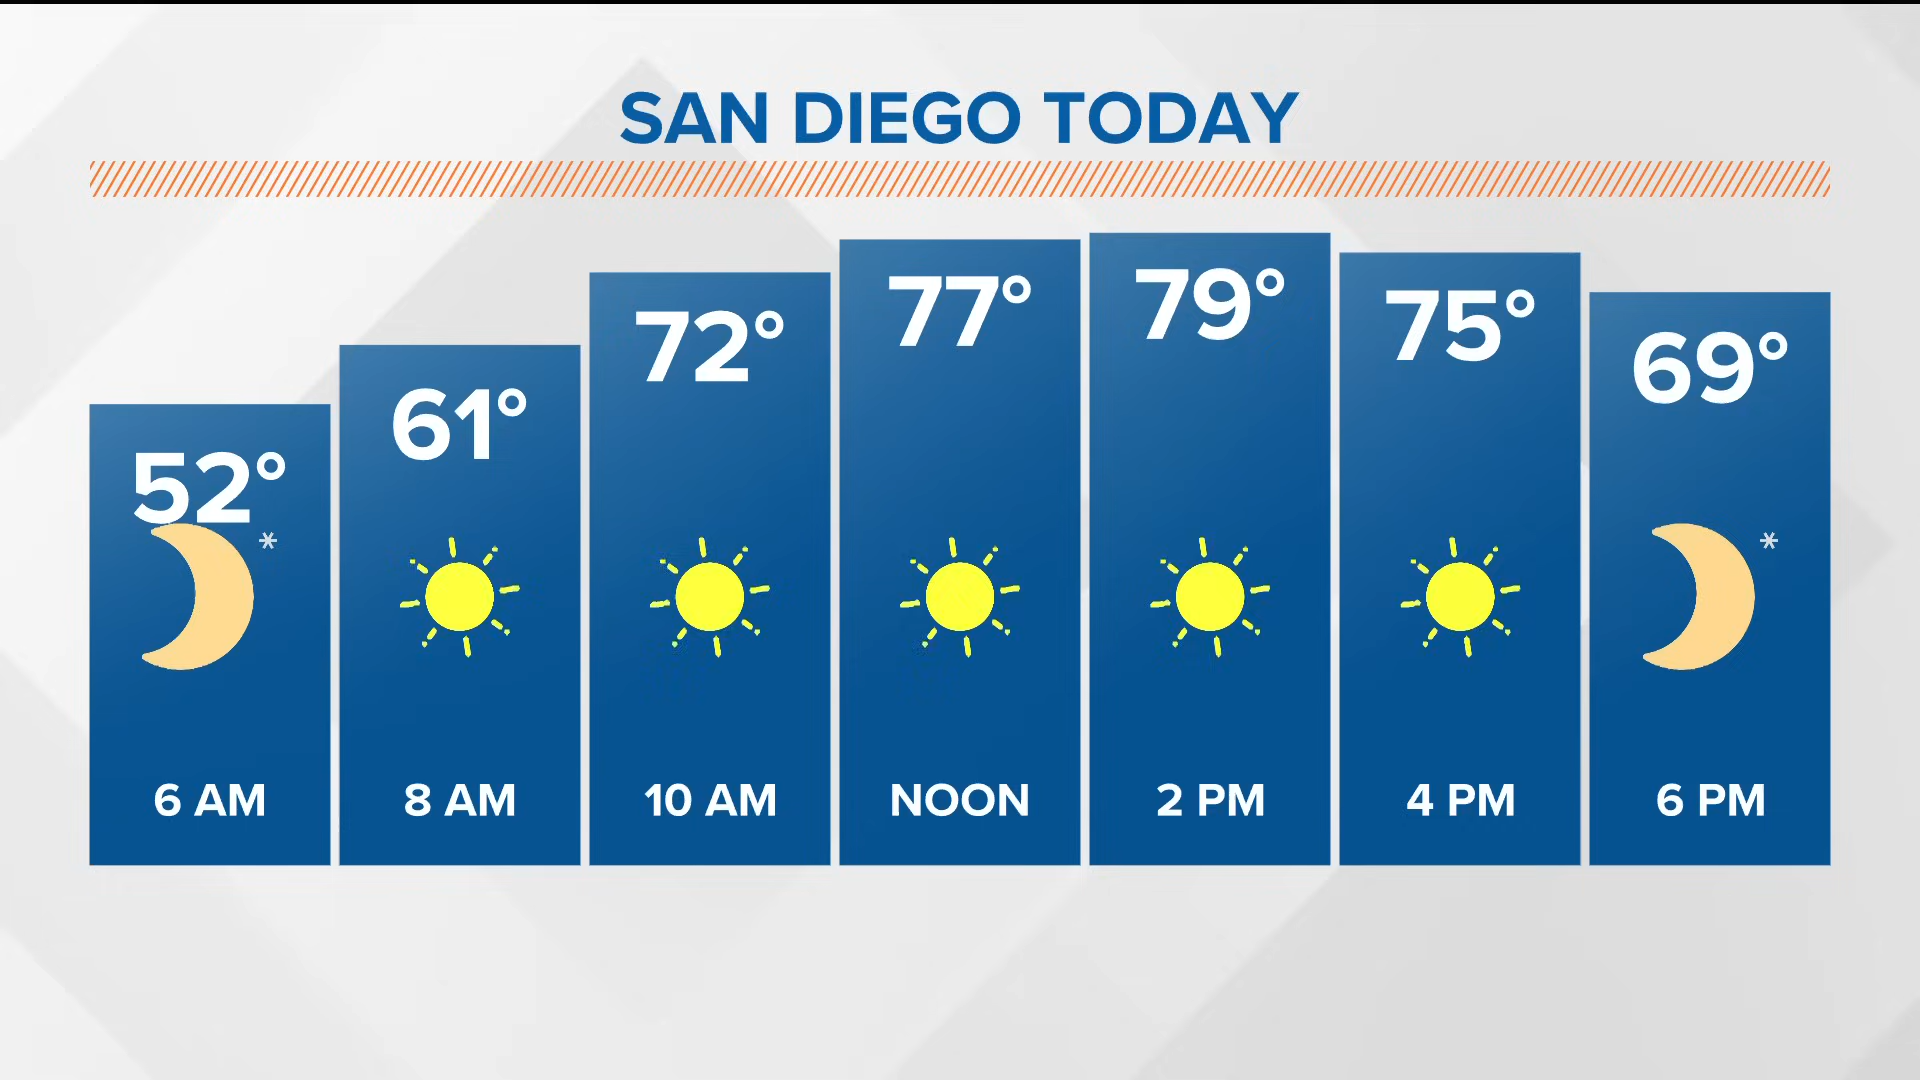 SAN DIEGO TODAY
52°
61°
72°
77°
79°
75°
69°
6 AM
8 AM
10 AM
NOON
2 PM
4 PM
6 PM